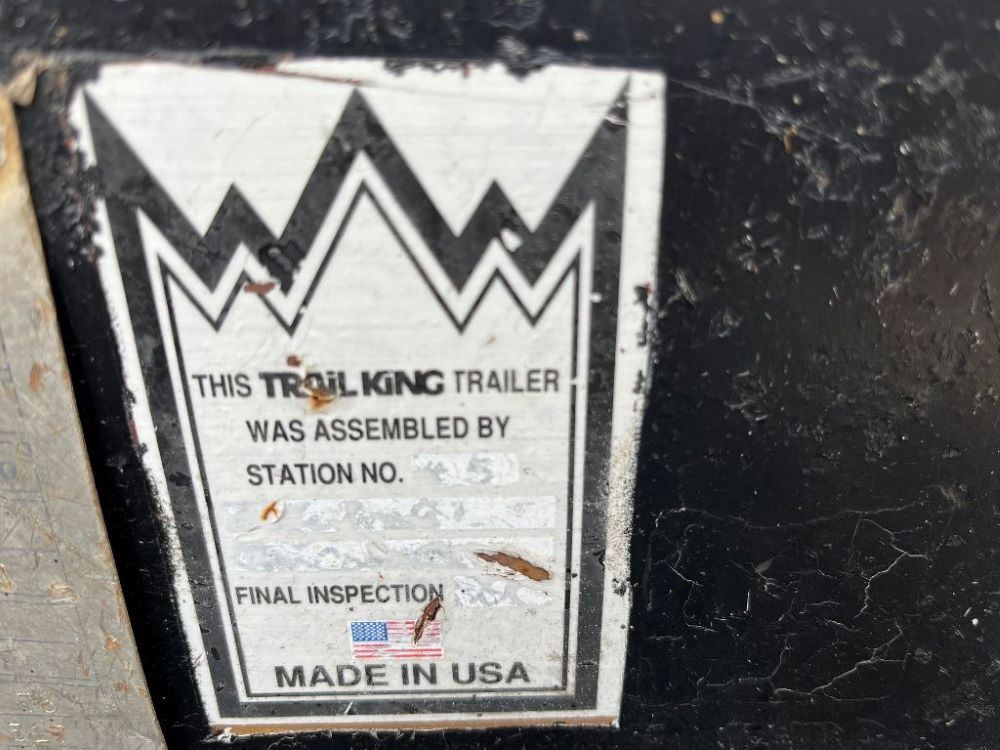 THIS TRAIL KING TRAILER
WAS ASSEMBLED BY
STATION NO.
FINAL INSPECTION
MADE IN USA